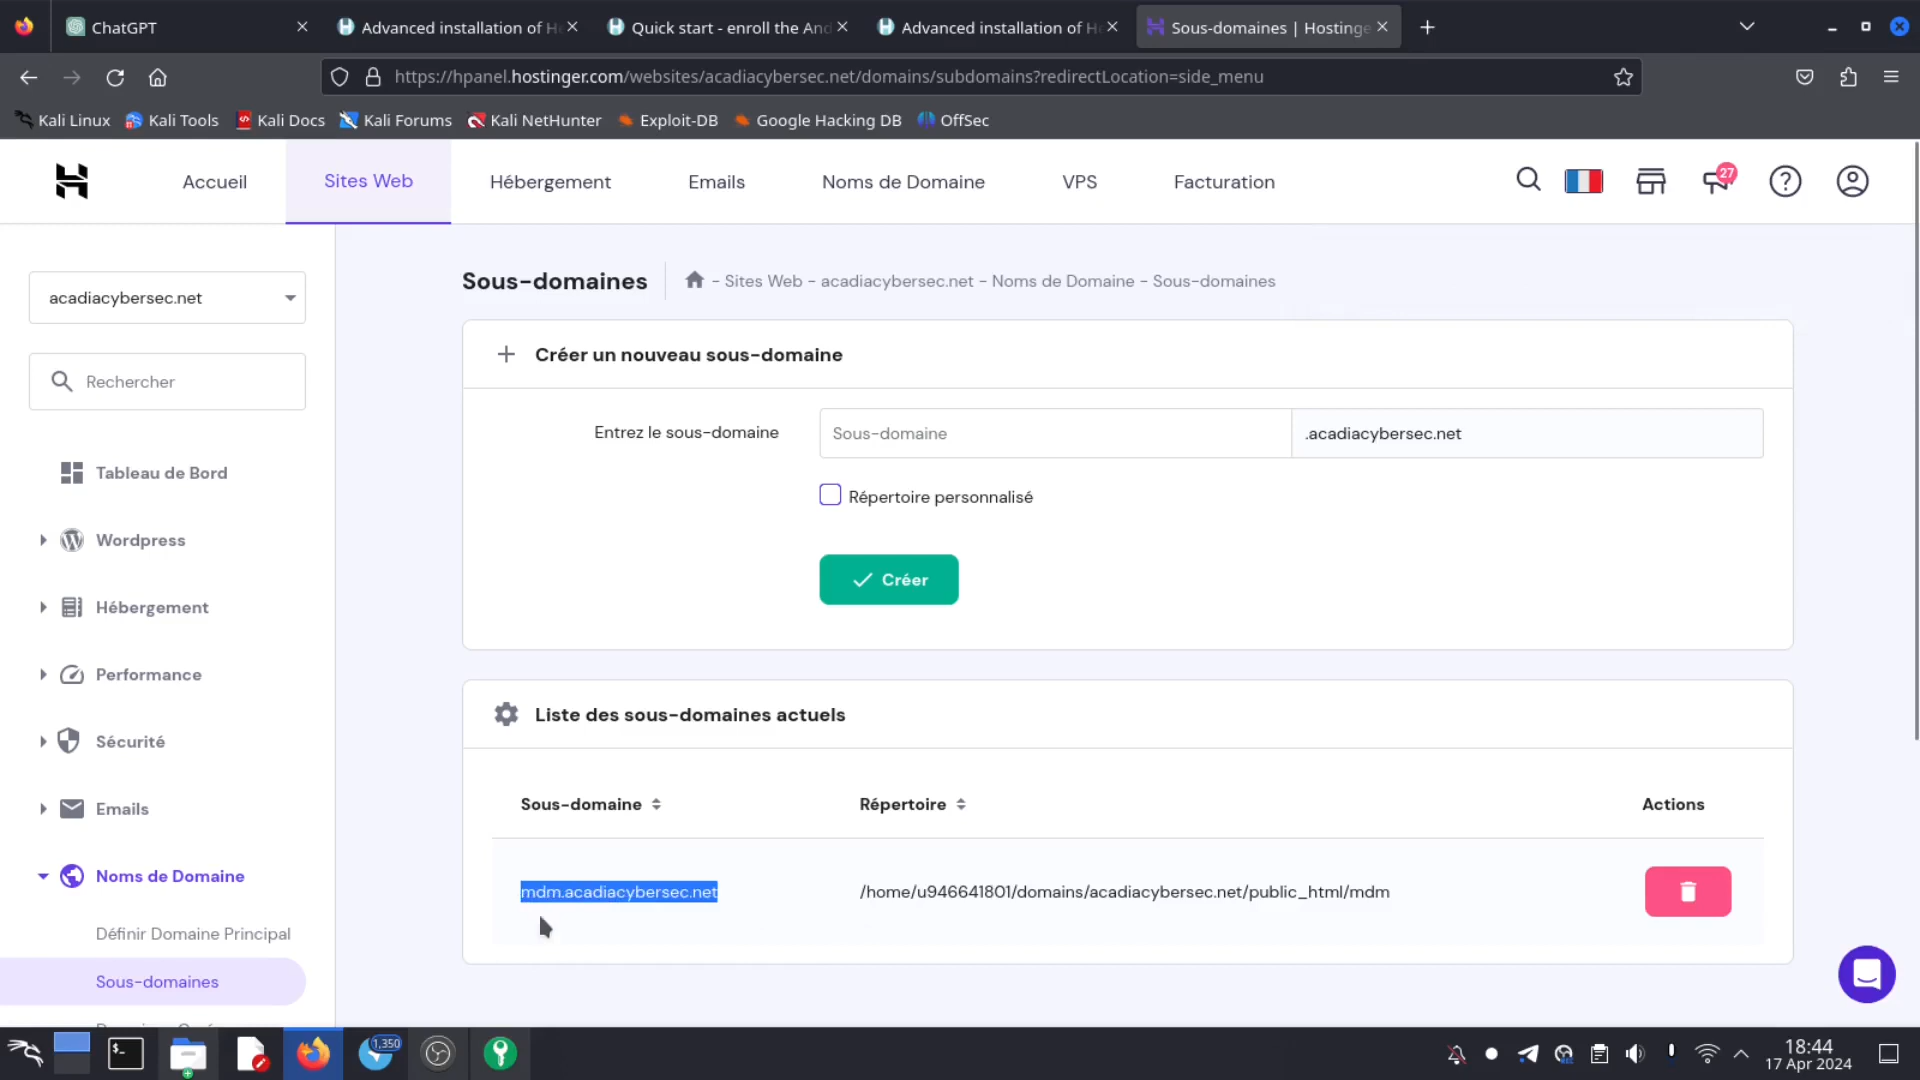 ChatGPT
Advanced installation of He
Quick start - enroll the And
Advanced installation of He
Sous-domaines | Hostinge
https://hpanel.hostinger.com/websites/acadiacybersec.net/domains/subdomains?redirectLocation=side_menu
Kali Linux
Kali Tools
Kali Docs
Kali Forums
Kali NetHunter
Exploit-DB
Google Hacking DB
OffSec
Accueil
Sites Web
Hébergement
Emails
Noms de Domaine
VPS
Facturation
27
acadiacybersec.net
Rechercher
Tableau de Bord
Wordpress
Hébergement
Performance
Sécurité
Emails
Noms de Domaine
Définir Domaine Principal
Sous-domaines
Sous-domaines
- Sites Web - acadiacybersec.net - Noms de Domaine - Sous-domaines
Créer un nouveau sous-domaine
Entrez le sous-domaine
Sous-domaine
.acadiacybersec.net
Répertoire personnalisé
Créer
Liste des sous-domaines actuels
Sous-domaine
Répertoire
Actions
mdm.acadiacybersec.net
/home/u946641801/domains/acadiacybersec.net/public_html/mdm
1,350
18:44
17 Apr 2024